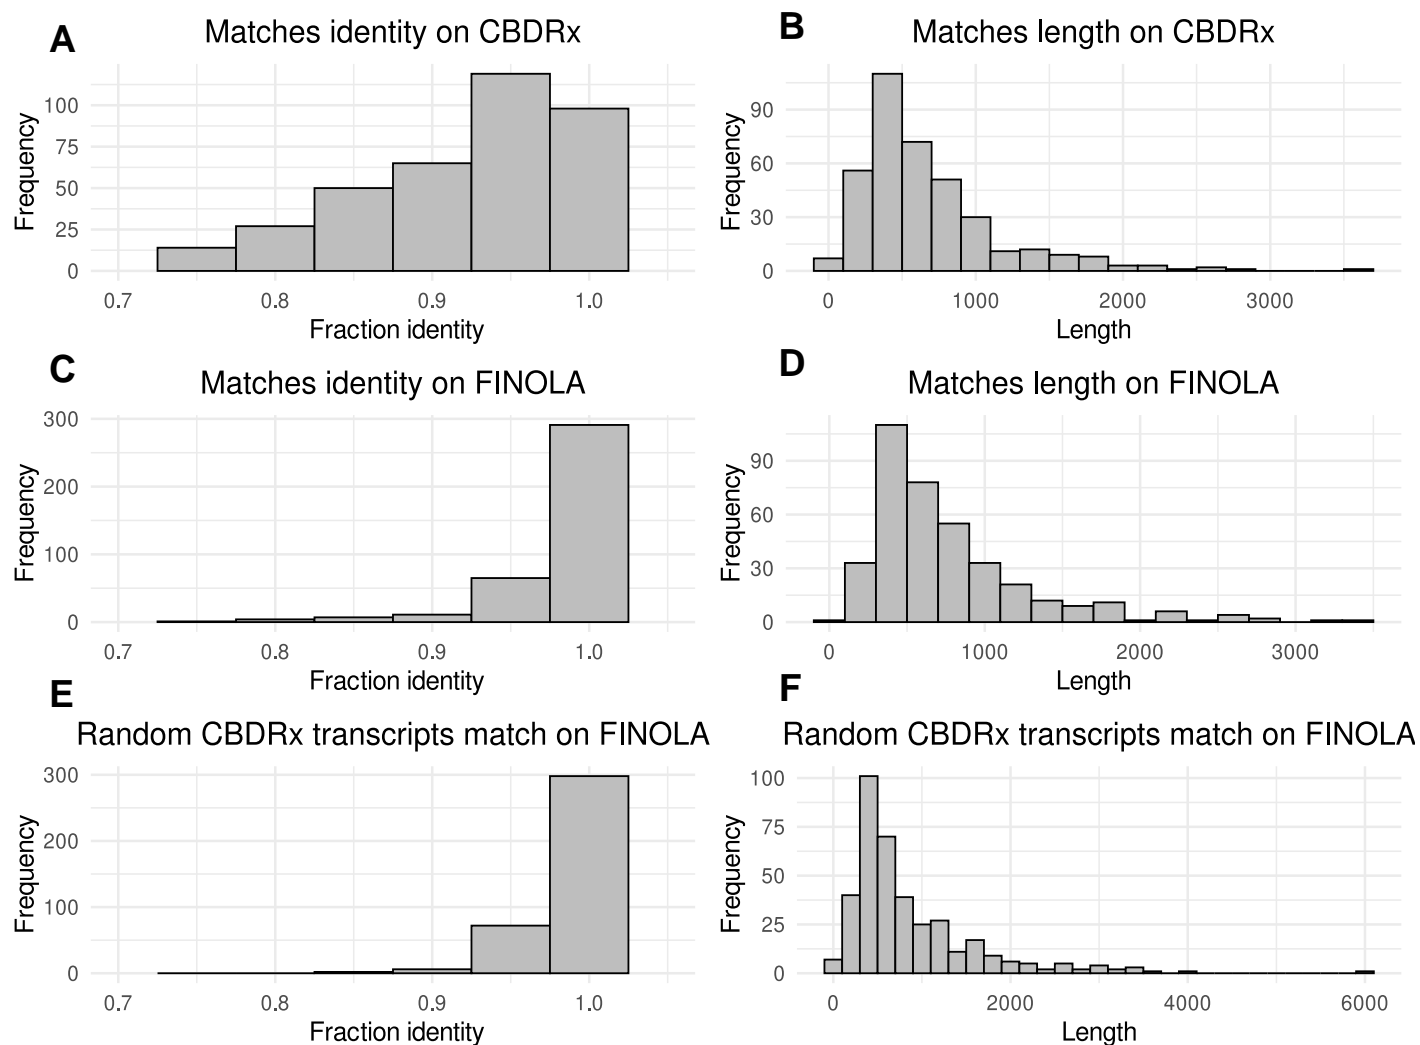 A
Matches identity on CBDRx
Frequency
100
75
50
25
0
0.7
0.8
0.9
1.0
Fraction identity
B
Matches length on CBDRx
Frequency
90
60
30
0
0
1000
2000
3000
Length
C
Matches identity on FINOLA
Frequency
300
200
100
0
0.7
0.8
0.9
1.0
Fraction identity
D
Matches length on FINOLA
Frequency
90
60
30
0
0
1000
2000
3000
Length
E
Random CBDRx transcripts match on FINOLA
Frequency
300
200
100
0
0.7
0.8
0.9
1.0
Fraction identity
F
Random CBDRx transcripts match on FINOLA
Frequency
100
75
50
25
0
0
2000
4000
6000
Length